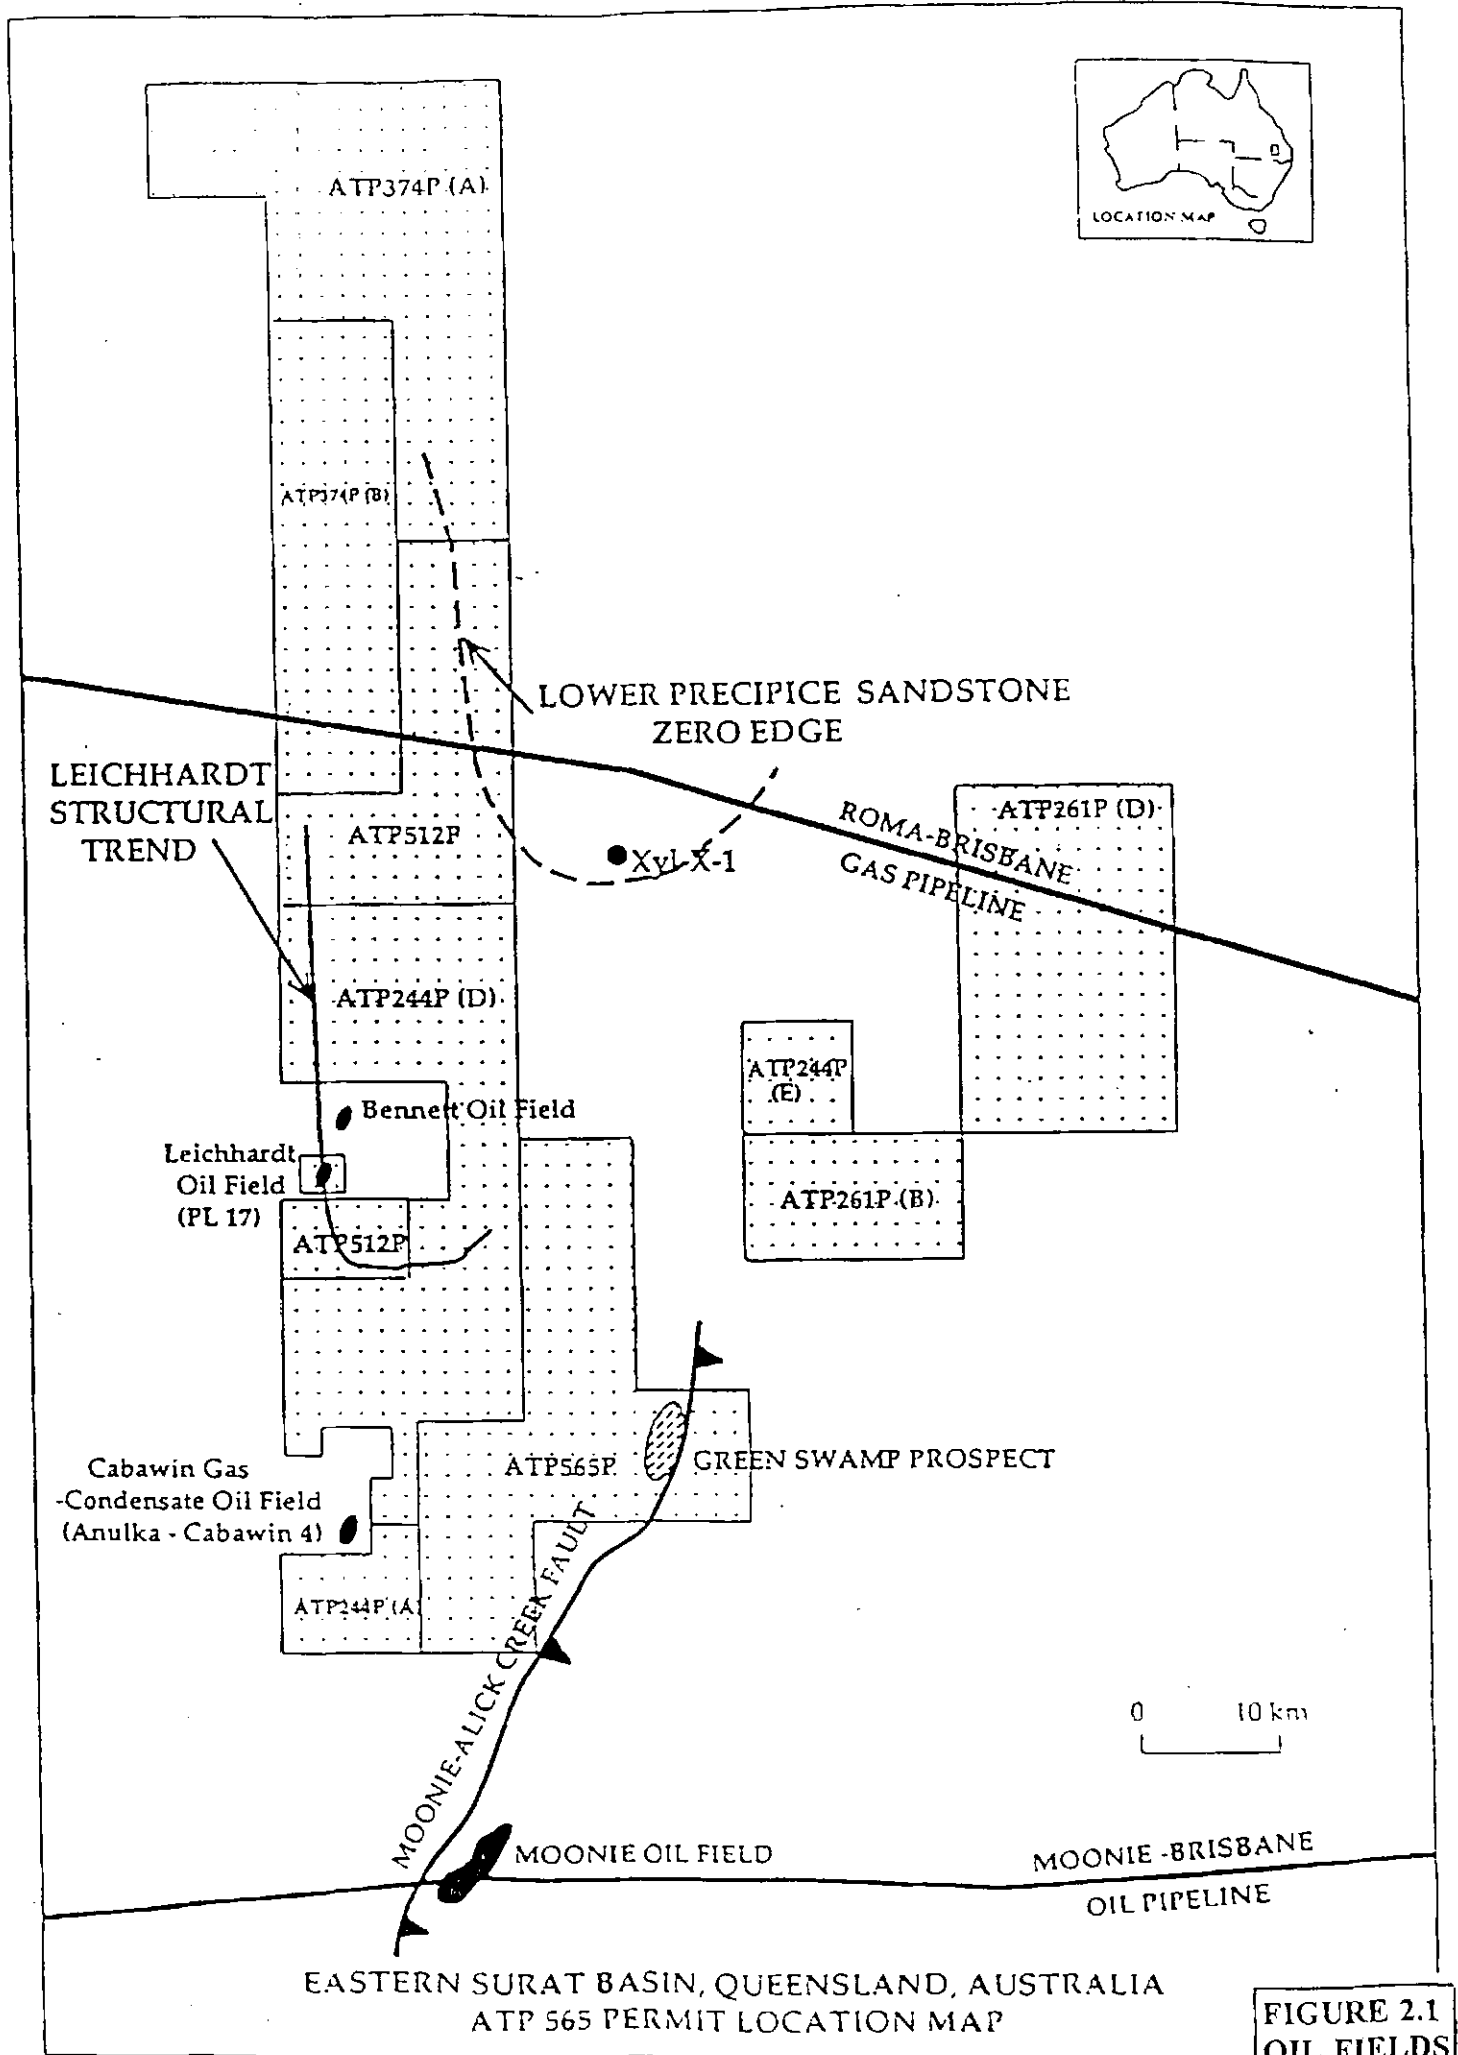 ATP374P (A)
LOCATION MAP
ATP374P (B)
LOWER PRECIPICE SANDSTONE
ZERO EDGE
LEICHHARDT
STRUCTURAL
TREND
ATP512P
Xyl-X-1
ROMA-BRISBANE
GAS PIPELINE
ATP261P (D)
ATP244P (D)
ATP244P
(E)
Bennett Oil Field
Leichhardt
Oil Field
(PL 17)
ATP261P (B)
ATP512P
Cabawin Gas
-Condensate Oil Field
(Anulka - Cabawin 4)
ATP565P
GREEN SWAMP PROSPECT
ATP244P (A)
MOONIE-ALICK CREEK FAULT
0 10 km
MOONIE OIL FIELD
MOONIE -BRISBANE
OIL PIPELINE
EASTERN SURAT BASIN, QUEENSLAND, AUSTRALIA
ATP 565 PERMIT LOCATION MAP
FIGURE 2.1
OIL FIELDS